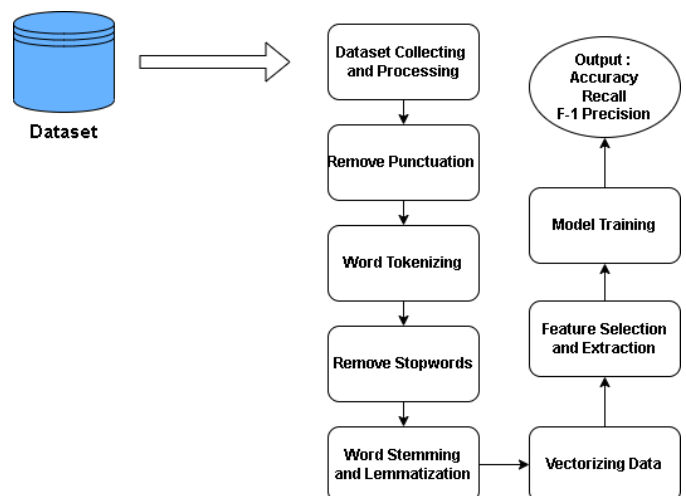 Dataset
Dataset Collecting
and Processing
Remove Punctuation
Word Tokenizing
Remove Stopwords
Word Stemming
and Lemmatization
Vectorizing Data
Feature Selection
and Extraction
Model Training
Output :
Accuracy
Recall
F-1 Precision